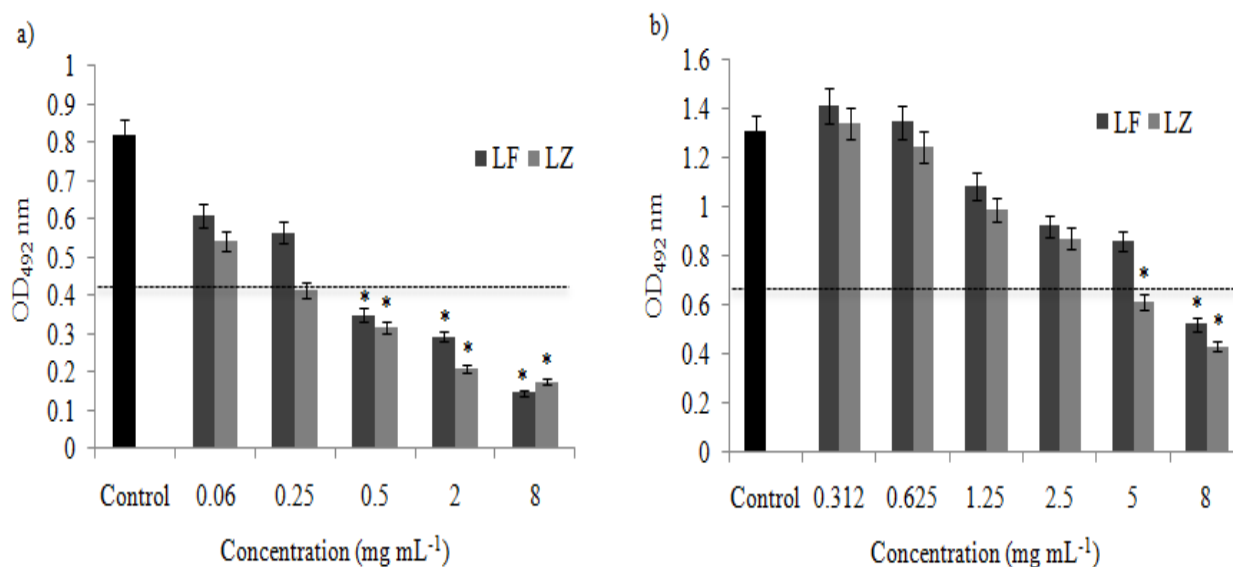 a)
OD492 nm
1
0.9
0.8
0.7
0.6
0.5
0.4
0.3
0.2
0.1
0
LF LZ
* * * * * *
Control 0.06 0.25 0.5 2 8
Concentration (mg mL-1)
b)
OD492 nm
1.6
1.4
1.2
1
0.8
0.6
0.4
0.2
0
LF LZ
* * *
Control 0.312 0.625 1.25 2.5 5 8
Concentration (mg mL-1)